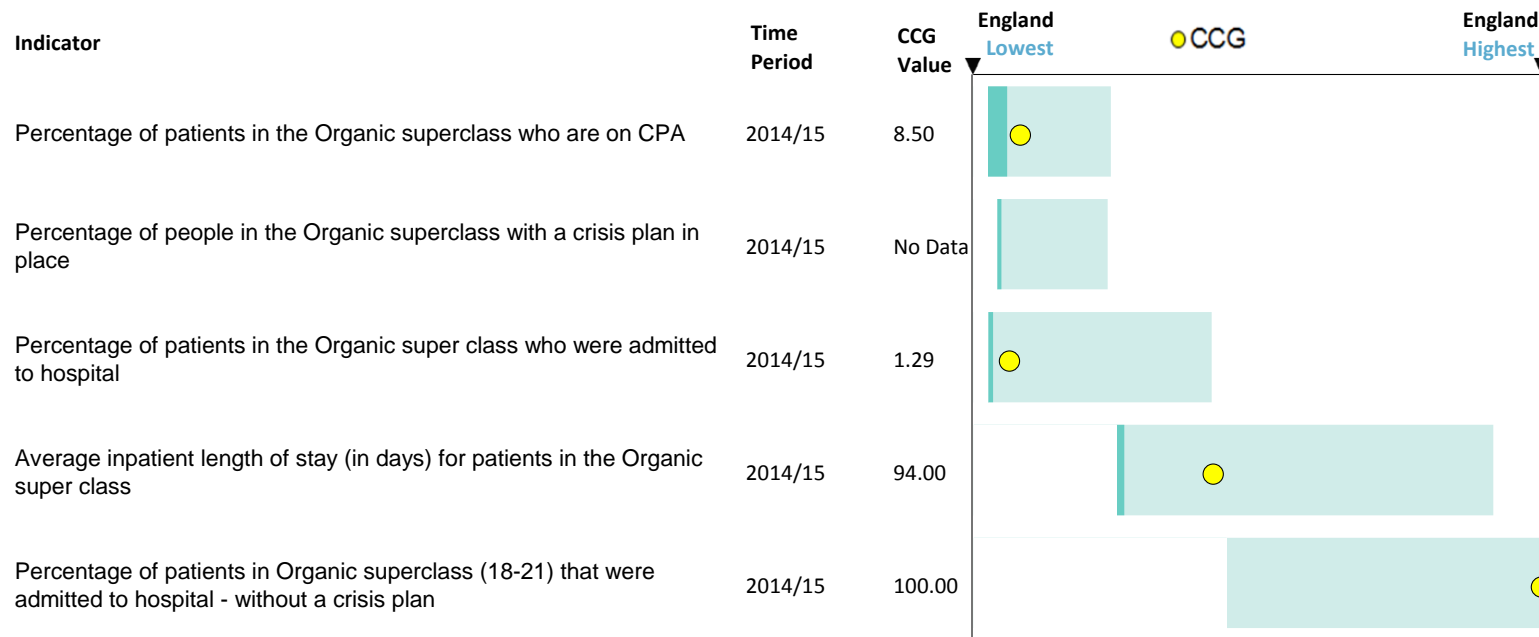 Indicator
Time
Period
CCG
Value
England
Lowest
CCG
England
Highest
Percentage of patients in the Organic superclass who are on CPA
2014/15
8.50
Percentage of people in the Organic superclass with a crisis plan in
place
2014/15
No Data
Percentage of patients in the Organic super class who were admitted
to hospital
2014/15
1.29
Average inpatient length of stay (in days) for patients in the Organic
super class
2014/15
94.00
Percentage of patients in Organic superclass (18-21) that were
admitted to hospital - without a crisis plan
2014/15
100.00